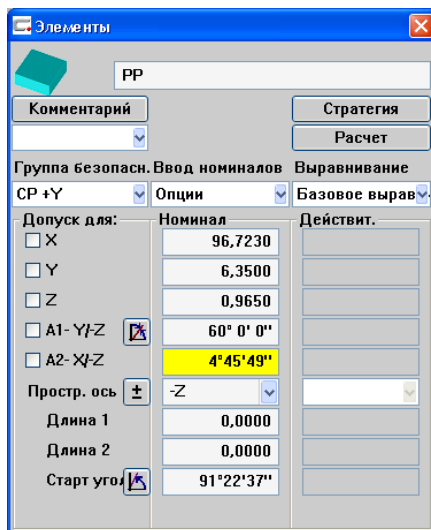 Элементы
PP
Комментарий Стратегия
Расчет
Группа безопасн. Ввод номиналов Выравнивание
CP +Y Опции Базовое вырав
Допуск для: Номинал Действит.
X 96,7230
Y 6,3500
Z 0,9650
A1- Y/-Z 60° 0' 0''
A2- X/-Z 4°45'49''
Простр. ось ± -Z
Длина 1 0,0000
Длина 2 0,0000
Старт угол 91°22'37''